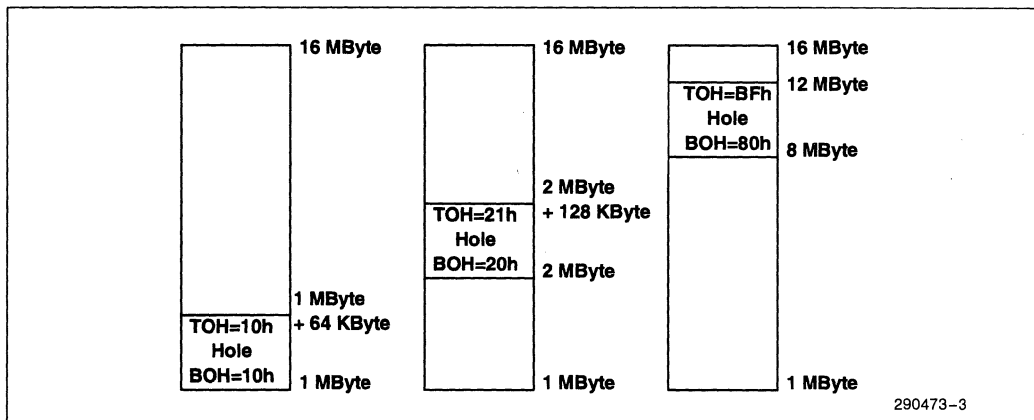 16 MByte
1 MByte
+ 64 KByte
TOH=10h
Hole
BOH=10h
1 MByte
16 MByte
2 MByte
+ 128 KByte
TOH=21h
Hole
BOH=20h
2 MByte
1 MByte
16 MByte
12 MByte
TOH=BFh
Hole
BOH=80h
8 MByte
1 MByte
290473-3